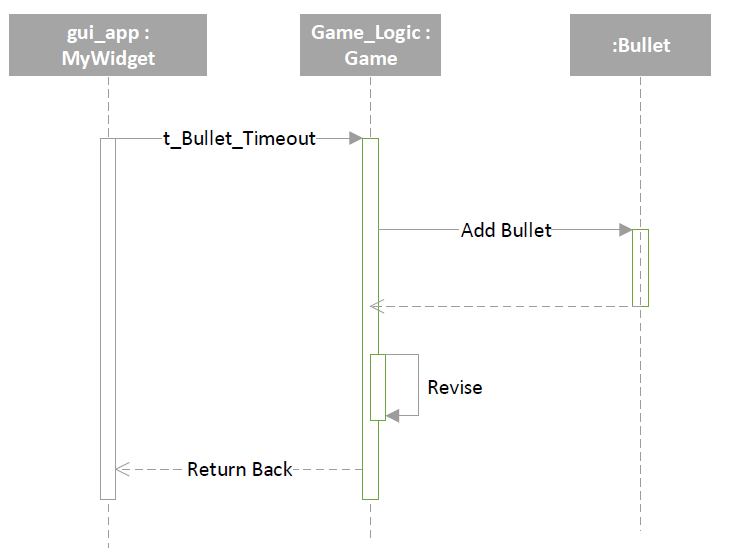 gui_app :
MyWidget
Game_Logic :
Game
:Bullet
t_Bullet_Timeout
Add Bullet
Revise
Return Back